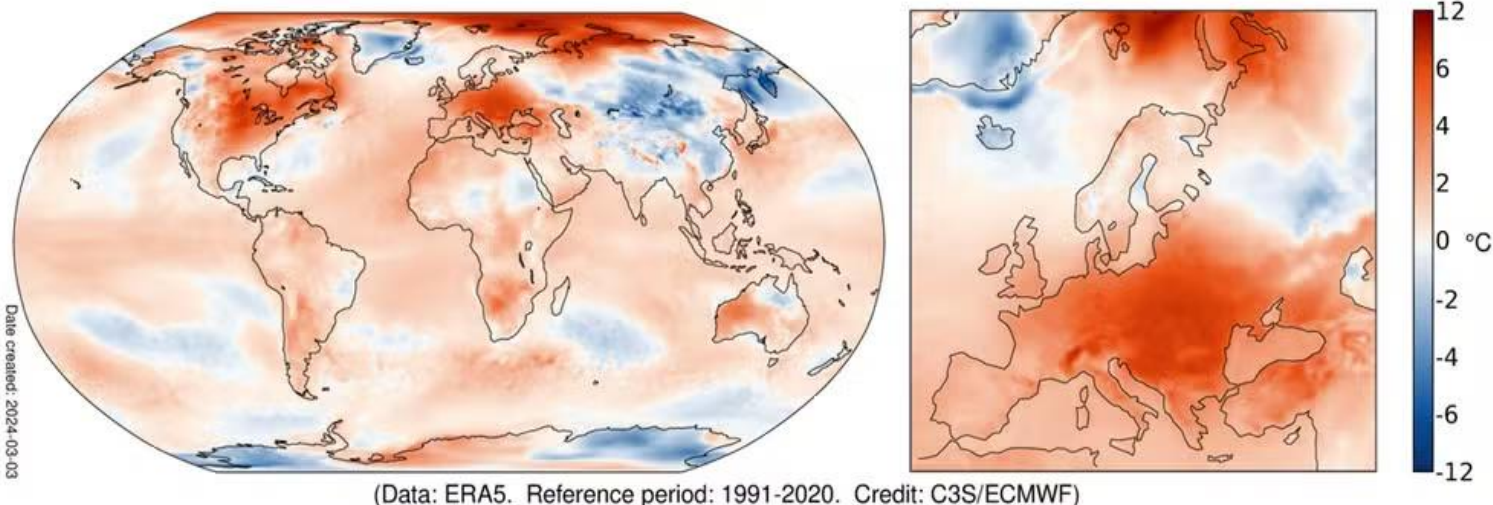 12
6
4
2
0 °C
-2
-4
-6
-12
Date created: 2024-03-03
(Data: ERA5. Reference period: 1991-2020. Credit: C3S/ECMWF)